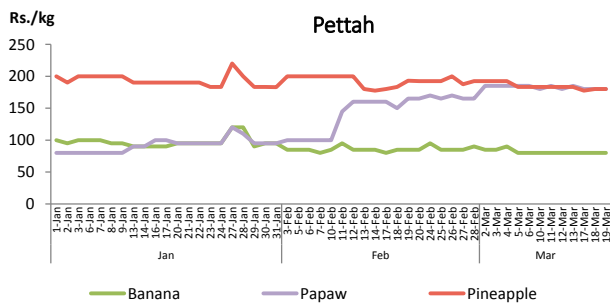 Rs./kg
Pettah
250
200
150
100
50
0
1-Jan
2-Jan
3-Jan
6-Jan
7-Jan
8-Jan
9-Jan
13-Jan
14-Jan
16-Jan
17-Jan
20-Jan
21-Jan
22-Jan
23-Jan
24-Jan
27-Jan
28-Jan
29-Jan
30-Jan
31-Jan
3-Feb
5-Feb
6-Feb
7-Feb
10-Feb
11-Feb
12-Feb
13-Feb
14-Feb
17-Feb
18-Feb
19-Feb
20-Feb
24-Feb
25-Feb
26-Feb
27-Feb
28-Feb
2-Mar
3-Mar
4-Mar
5-Mar
6-Mar
10-Mar
11-Mar
12-Mar
13-Mar
17-Mar
18-Mar
19-Mar
Jan
Feb
Mar
Banana
Papaw
Pineapple